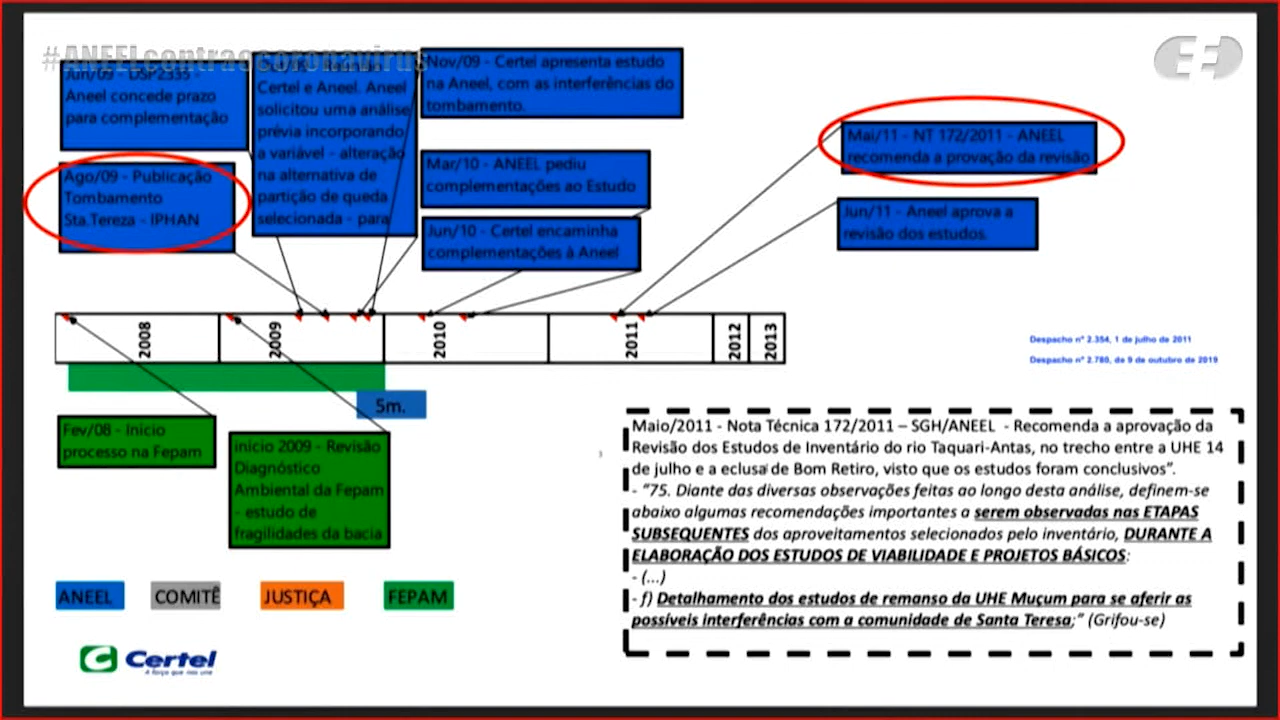 #ANEELcontraocoronavirus
Jun/09 - DSP2335 -
Aneel concede prazo
para complementação
Ago/09 - Publicação
Tombamento
Sta.Tereza - IPHAN
Certel e Aneel. Aneel
solicitou uma análise
prévia incorporando
a variável - alteração
na alternativa de
partição de queda
selecionada - para
Nov/09 - Certel apresenta estudo
na Aneel, com as interferências do
tombamento.
Mar/10 - ANEEL pediu
complementações ao Estudo
Jun/10 - Certel encaminha
complementações à Aneel
Mai/11 - NT 172/2011 - ANEEL
recomenda a provação da revisão
Jun/11 - Aneel aprova a
revisão dos estudos.
2008
2009
2010
2011
2012
2013
5m.
Despacho nº 2.354, 1 de julho de 2011
Despacho nº 2.780, de 9 de outubro de 2019
Fev/08 - Inicio
processo na Fepam
inicio 2009 - Revisão
Diagnóstico
Ambiental da Fepam
- estudo de
fragilidades da bacia
Maio/2011 - Nota Técnica 172/2011 – SGH/ANEEL - Recomenda a aprovação da
Revisão dos Estudos de Inventário do rio Taquari-Antas, no trecho entre a UHE 14
de julho e a eclusa de Bom Retiro, visto que os estudos foram conclusivos”.
- “75. Diante das diversas observações feitas ao longo desta análise, definem-se
abaixo algumas recomendações importantes a serem observadas nas ETAPAS
SUBSEQUENTES dos aproveitamentos selecionados pelo inventário, DURANTE A
ELABORAÇÃO DOS ESTUDOS DE VIABILIDADE E PROJETOS BÁSICOS:
- (...)
- f) Detalhamento dos estudos de remanso da UHE Muçum para se aferir as
possíveis interferências com a comunidade de Santa Teresa;” (Grifou-se)
ANEEL
COMITÊ
JUSTIÇA
FEPAM
Certel
A força que nos une